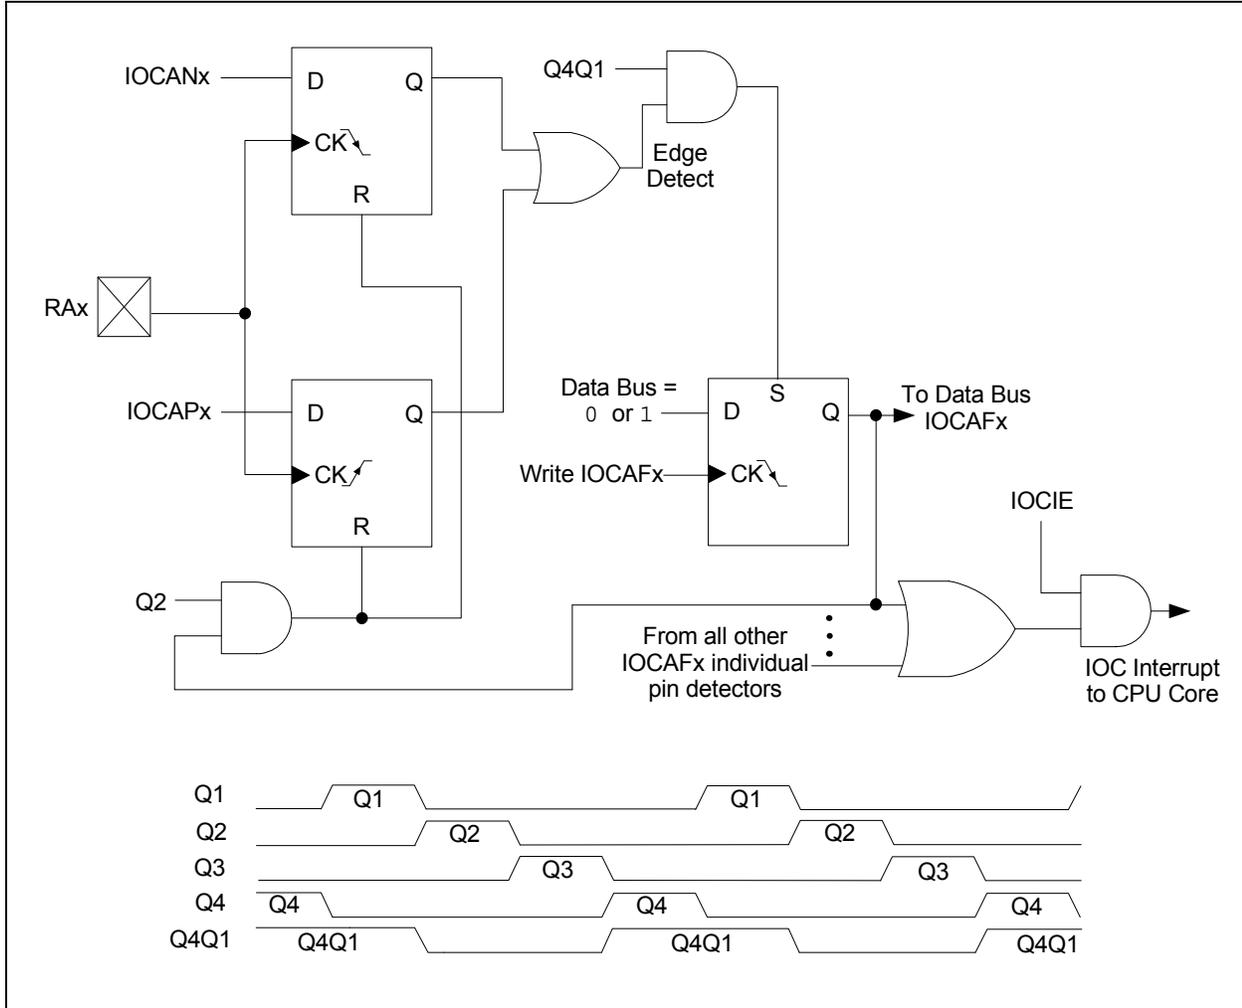 IOCANx
D
Q
CK
R
Q4Q1
Edge
Detect
RAx
IOCAPx
D
Q
CK
R
Data Bus =
0 or 1
S
D
Q
To Data Bus
IOCAFx
Write IOCAFx
CK
IOCIE
Q2
From all other
IOCAFx individual
pin detectors
IOC Interrupt
to CPU Core
Q1 Q1 Q1
Q2 Q2 Q2
Q3 Q3 Q3
Q4 Q4 Q4 Q4
Q4Q1 Q4Q1 Q4Q1 Q4Q1